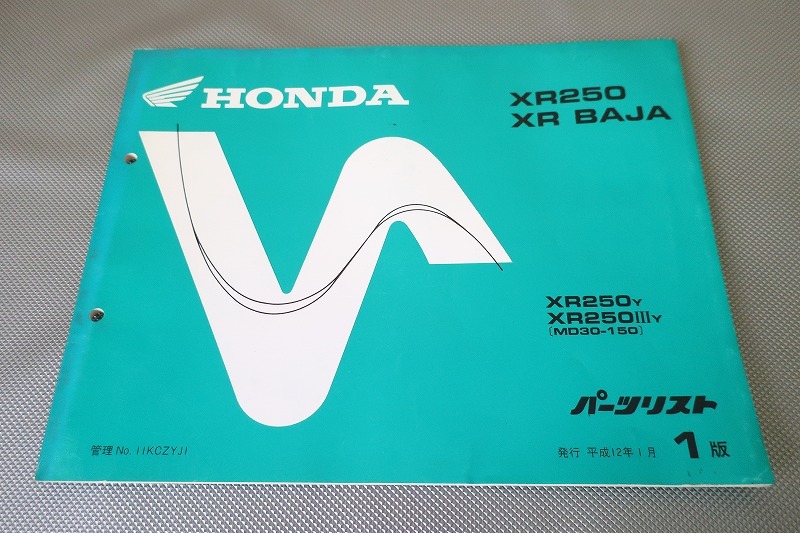 HONDA
XR250
XR BAJA
XR250Y
XR250IIIY
〔MD30-150〕
パーツリスト
管理 No. 11KCZYJ1
発行 平成12年1月 1版